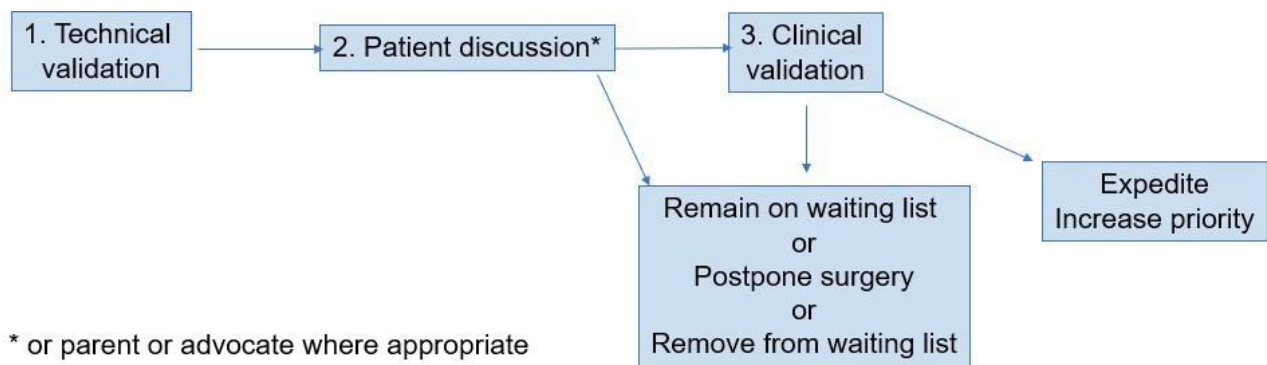 1. Technical
validation
2. Patient discussion*
3. Clinical
validation
Expedite
Increase priority
Remain on waiting list
or
Postpone surgery
or
Remove from waiting list
* or parent or advocate where appropriate